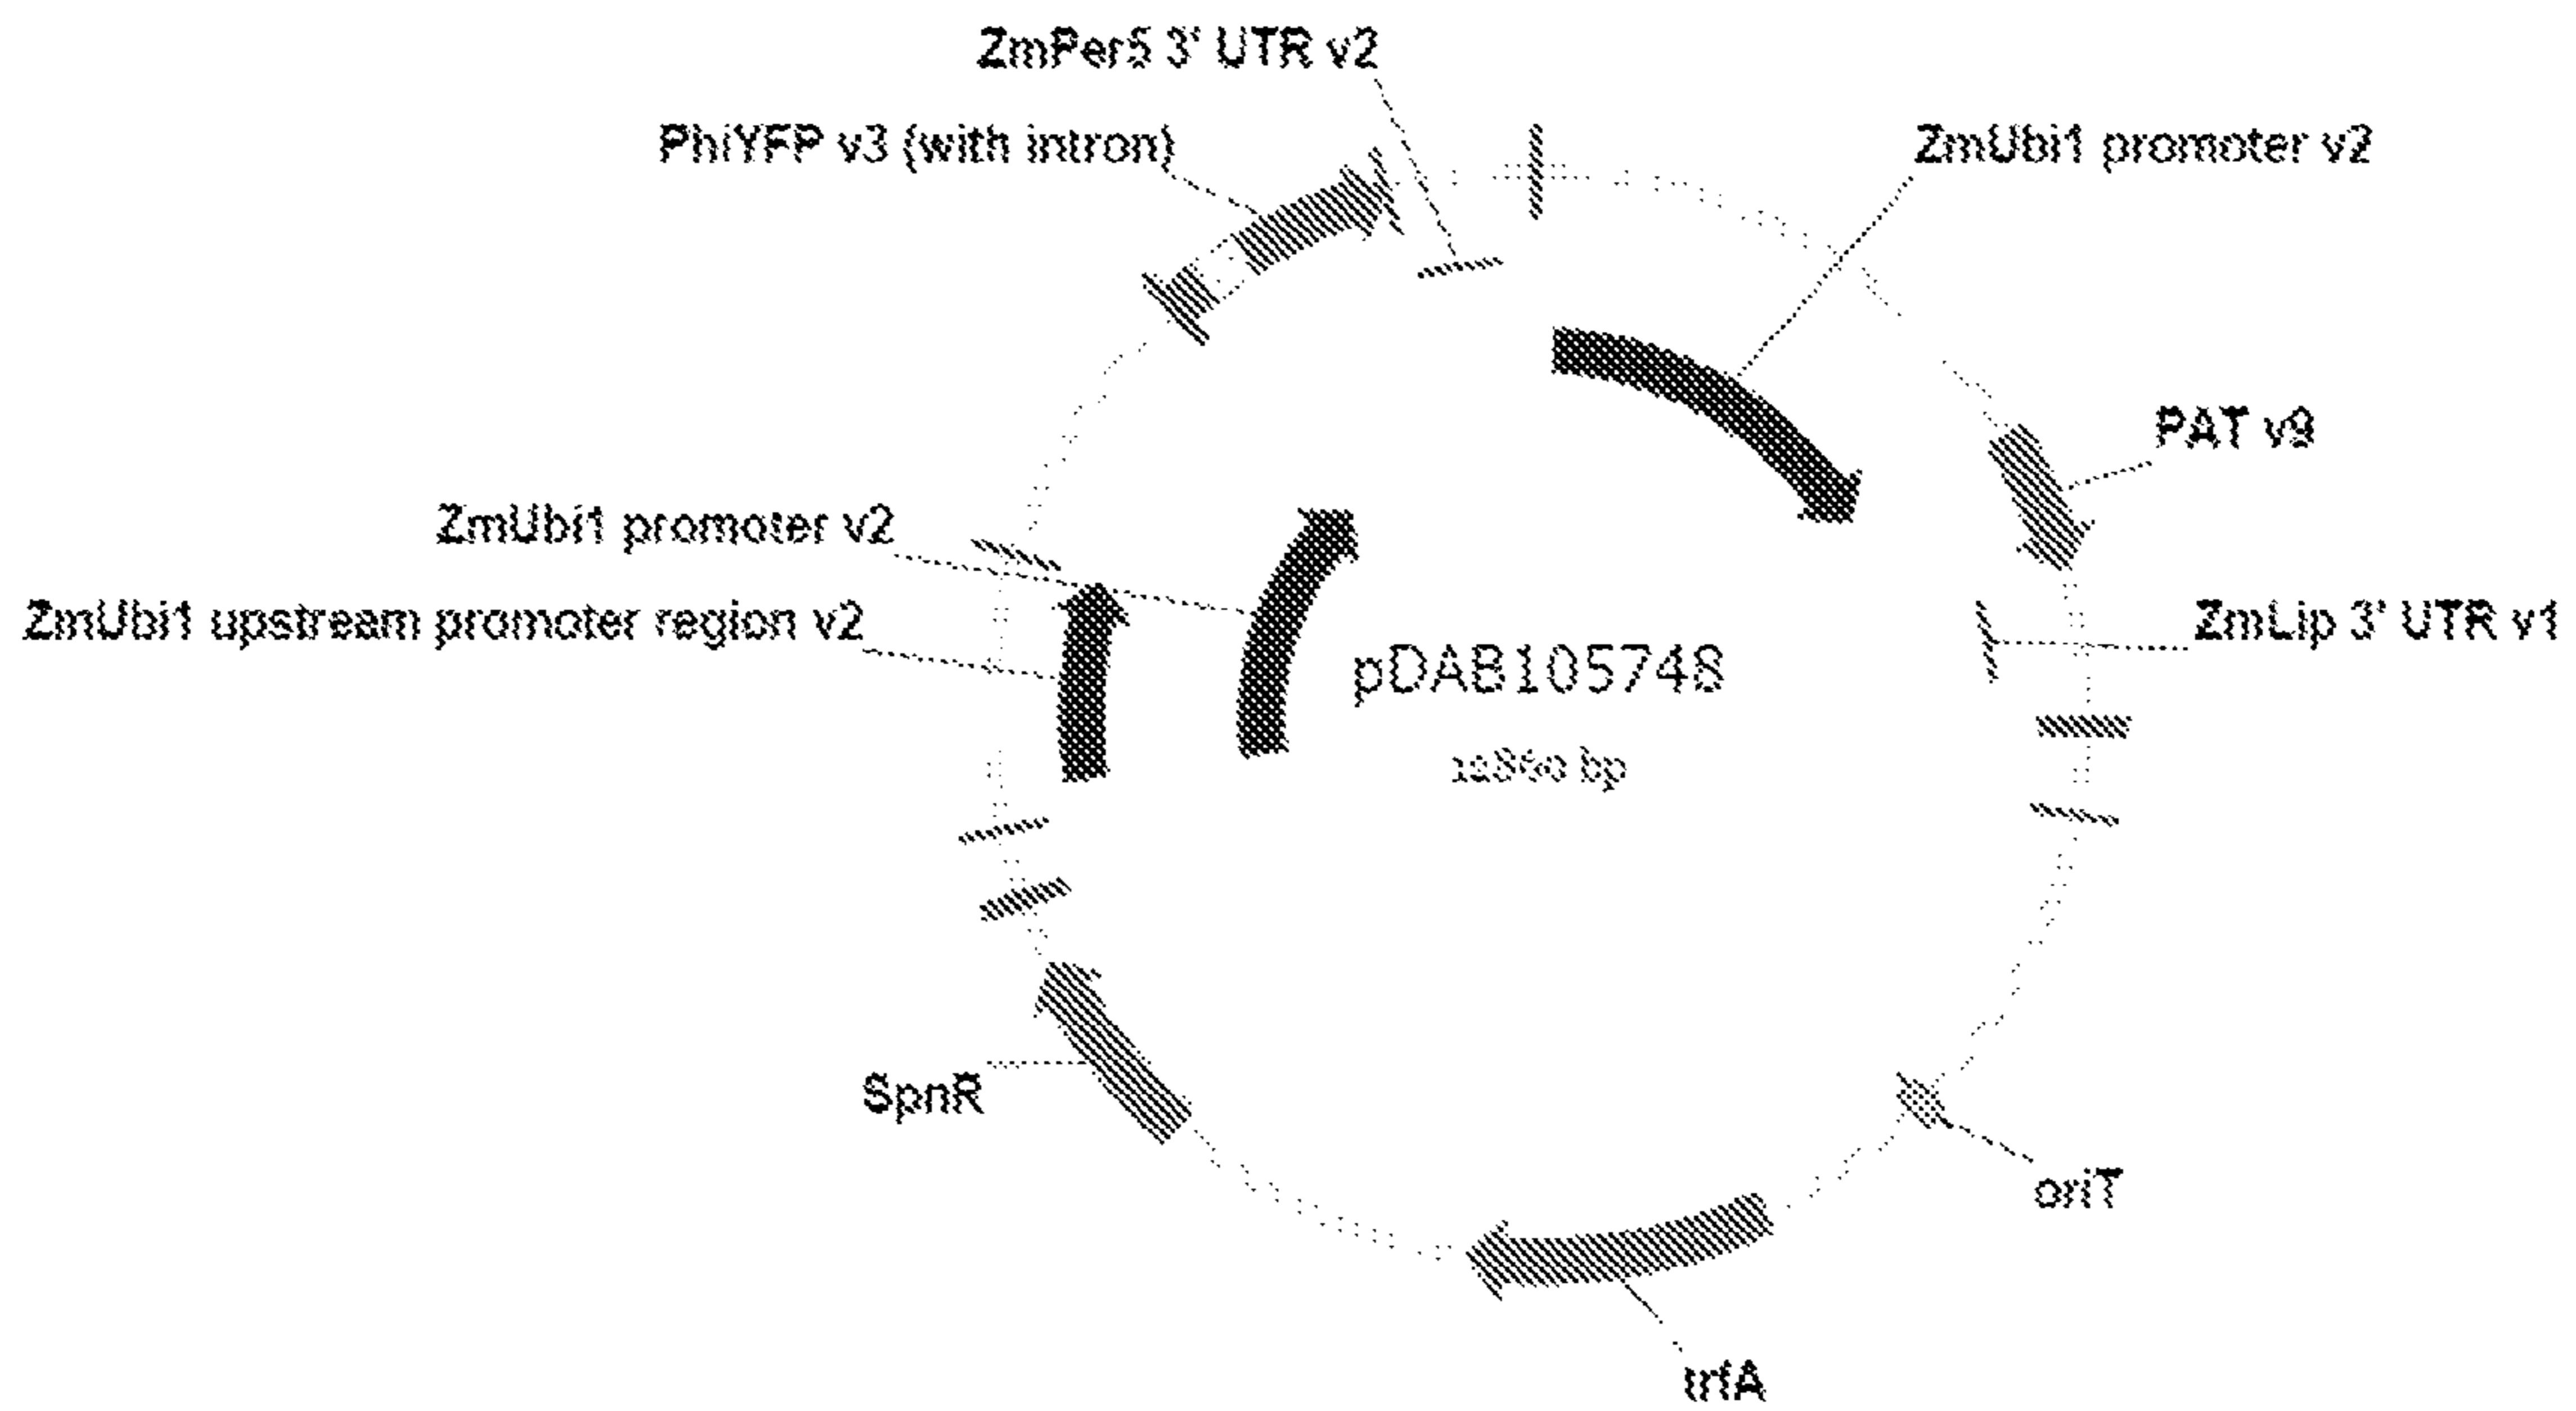 ZmPer5 3' UTR v2
PhiYFP v3 (with intron)
ZmUbi1 promoter v2
PAT v9
ZmUbi1 promoter v2
ZmUbi1 upstream promoter region v2
ZmLip 3' UTR v1
pDAB105748
bp
SpnR
oriT
trfA